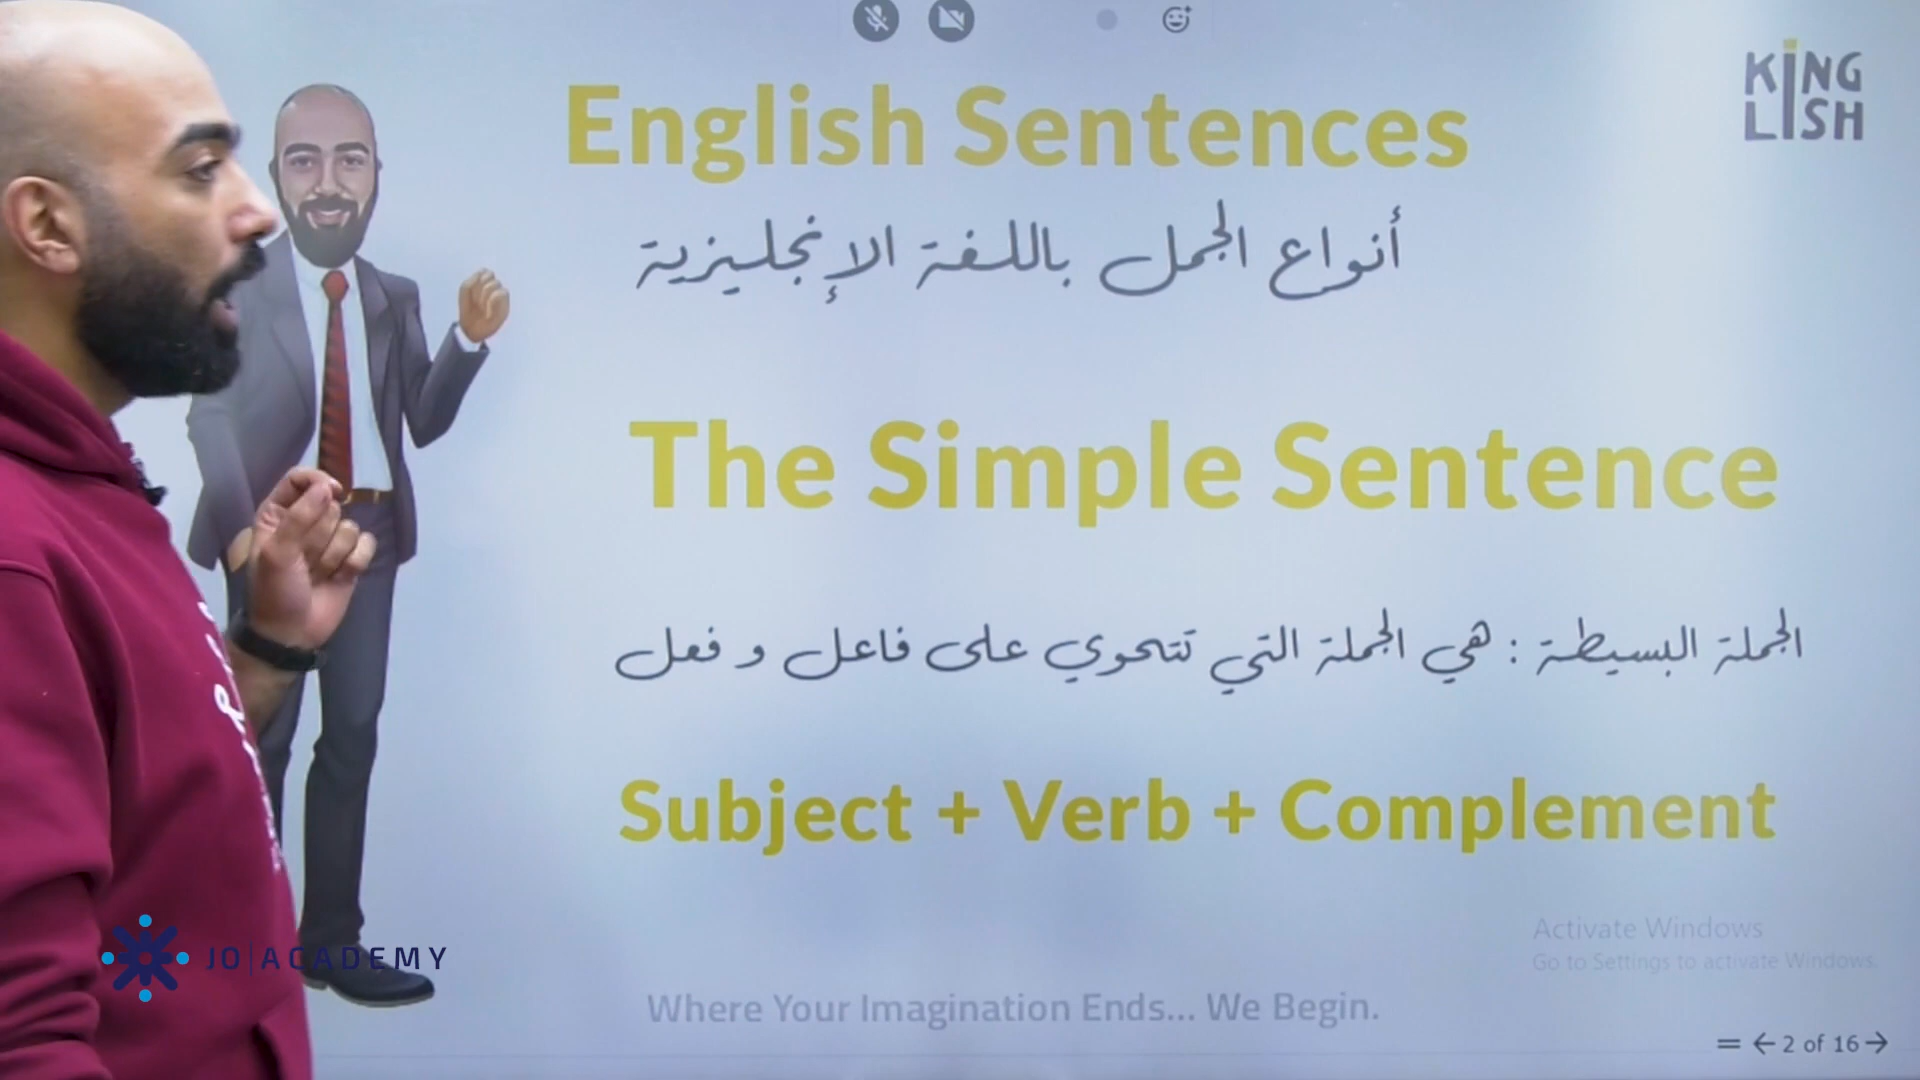 KING
LISH
English Sentences
أنواع الجمل باللغة الإنجليزية
The Simple Sentence
الجملة البسيطة : هي الجملة التي تتحوي على فاعل و فعل
Subject + Verb + Complement
Activate Windows
Go to Settings to activate Windows.
JO|ACADEMY
Where Your Imagination Ends... We Begin.
2 of 16